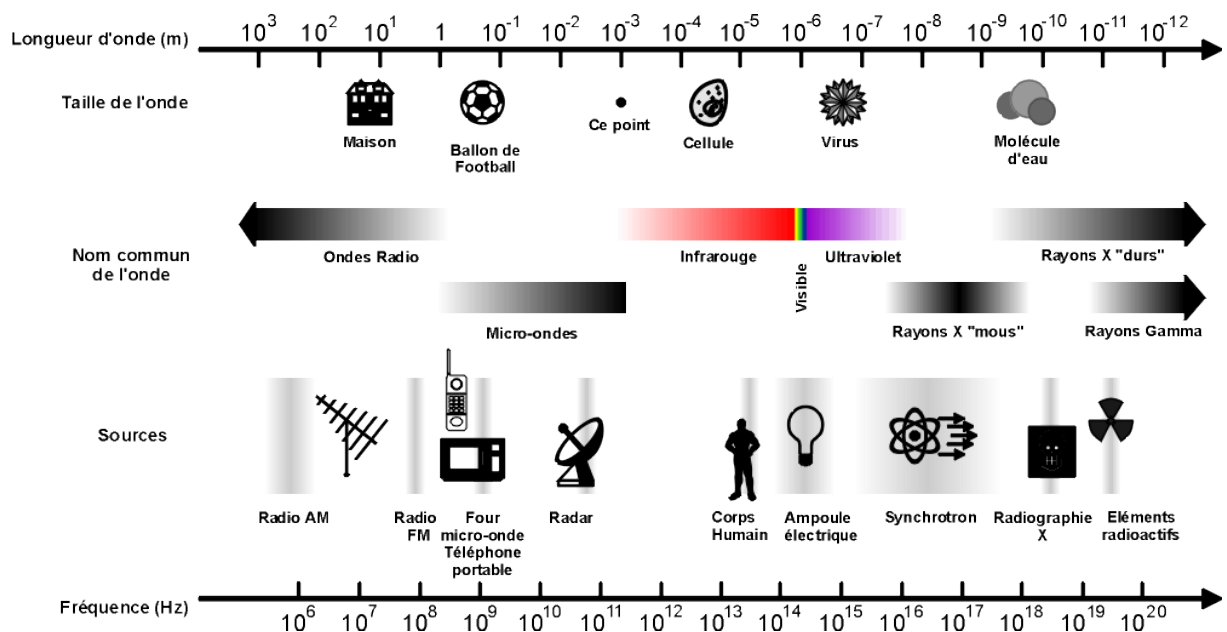 Longueur d'onde (m) 10³ 10² 10¹ 1 10⁻¹ 10⁻² 10⁻³ 10⁻⁴ 10⁻⁵ 10⁻⁶ 10⁻⁷ 10⁻⁸ 10⁻⁹ 10⁻¹⁰ 10⁻¹¹ 10⁻¹²
Taille de l'onde
Maison
Ballon de
Football
Ce point
Cellule
Virus
Molécule
d'eau
Nom commun
de l'onde
Ondes Radio
Infrarouge
Visible
Ultraviolet
Rayons X "durs"
Micro-ondes
Rayons X "mous"
Rayons Gamma
Sources
Radio AM
Radio
FM
Four
micro-onde
Téléphone
portable
Radar
Corps
Humain
Ampoule
électrique
Synchrotron
Radiographie
X
Eléments
radioactifs
Fréquence (Hz) 10⁶ 10⁷ 10⁸ 10⁹ 10¹⁰ 10¹¹ 10¹² 10¹³ 10¹⁴ 10¹⁵ 10¹⁶ 10¹⁷ 10¹⁸ 10¹⁹ 10²⁰